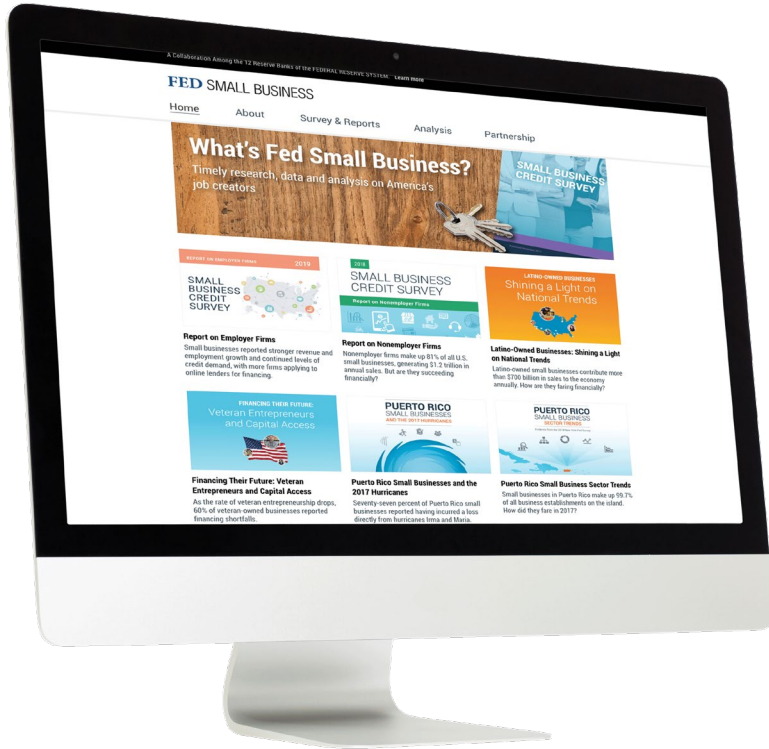 A Collaboration Among the 12 Reserve Banks of the FEDERAL RESERVE SYSTEM. Learn more
FED SMALL BUSINESS
Home About Survey & Reports Analysis Partnership
What's Fed Small Business?
Timely research, data and analysis on America's
job creators
SMALL BUSINESS
CREDIT SURVEY
REPORT ON EMPLOYER FIRMS 2019
SMALL
BUSINESS
CREDIT
SURVEY
Report on Employer Firms
Small businesses reported stronger revenue and
employment growth and continued levels of
credit demand, with more firms applying to
online lenders for financing.
2018
SMALL BUSINESS
CREDIT SURVEY
Report on Nonemployer Firms
Report on Nonemployer Firms
Nonemployer firms make up 81% of all U.S.
small businesses, generating $1.2 trillion in
annual sales. But are they succeeding
financially?
LATINO-OWNED BUSINESSES
Shining a Light on
National Trends
Latino-Owned Businesses: Shining a Light
on National Trends
Latino-owned small businesses contribute more
than $700 billion in sales to the economy
annually. How are they faring financially?
FINANCING THEIR FUTURE:
Veteran Entrepreneurs
and Capital Access
Financing Their Future: Veteran
Entrepreneurs and Capital Access
As the rate of veteran entrepreneurship drops,
60% of veteran-owned businesses reported
financing shortfalls.
PUERTO RICO
SMALL BUSINESSES
AND THE 2017 HURRICANES
Puerto Rico Small Businesses and the
2017 Hurricanes
Seventy-seven percent of Puerto Rico small
businesses reported having incurred a loss
directly from hurricanes Irma and Maria.
PUERTO RICO
SMALL BUSINESS
SECTOR TRENDS
Puerto Rico Small Business Sector Trends
Small businesses in Puerto Rico make up 99.7%
of all business establishments on the island.
How did they fare in 2017?